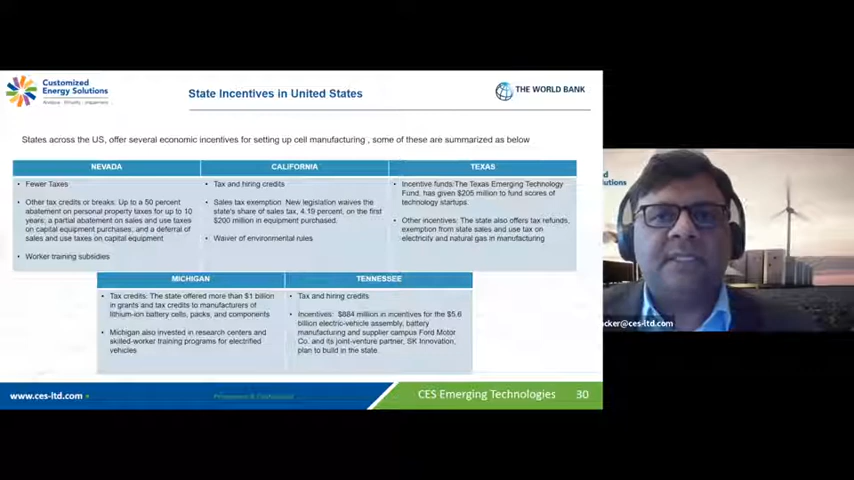 Customized
Energy Solutions
Analyze · Simplify · Implement
State Incentives in United States
THE WORLD BANK
States across the US, offer several economic incentives for setting up cell manufacturing , some of these are summarized as below
NEVADA
• Fewer Taxes
• Other tax credits or breaks: Up to a 50 percent
abatement on personal property taxes for up to 10
years; a partial abatement on sales and use taxes
on capital equipment purchases; and a deferral of
sales and use taxes on capital equipment
• Worker training subsidies
CALIFORNIA
• Tax and hiring credits
• Sales tax exemption: New legislation waives the
state's share of sales tax, 4.19 percent, on the first
$200 million in equipment purchased.
• Waiver of environmental rules
TEXAS
• Incentive funds:The Texas Emerging Technology
Fund, has given $205 million to fund scores of
technology startups.
• Other incentives: The state also offers tax refunds,
exemption from state sales and use tax on
electricity and natural gas in manufacturing
MICHIGAN
• Tax credits: The state offered more than $1 billion
in grants and tax credits to manufacturers of
lithium-ion battery cells, packs, and components
• Michigan also invested in research centers and
skilled-worker training programs for electrified
vehicles
TENNESSEE
• Tax and hiring credits
• Incentives: $884 million in incentives for the $5.6
billion electric-vehicle assembly, battery
manufacturing and supplier campus Ford Motor
Co. and its joint-venture partner, SK Innovation,
plan to build in the state.
www.ces-ltd.com
CES Emerging Technologies
30
olutions
cker@ces-ltd.com